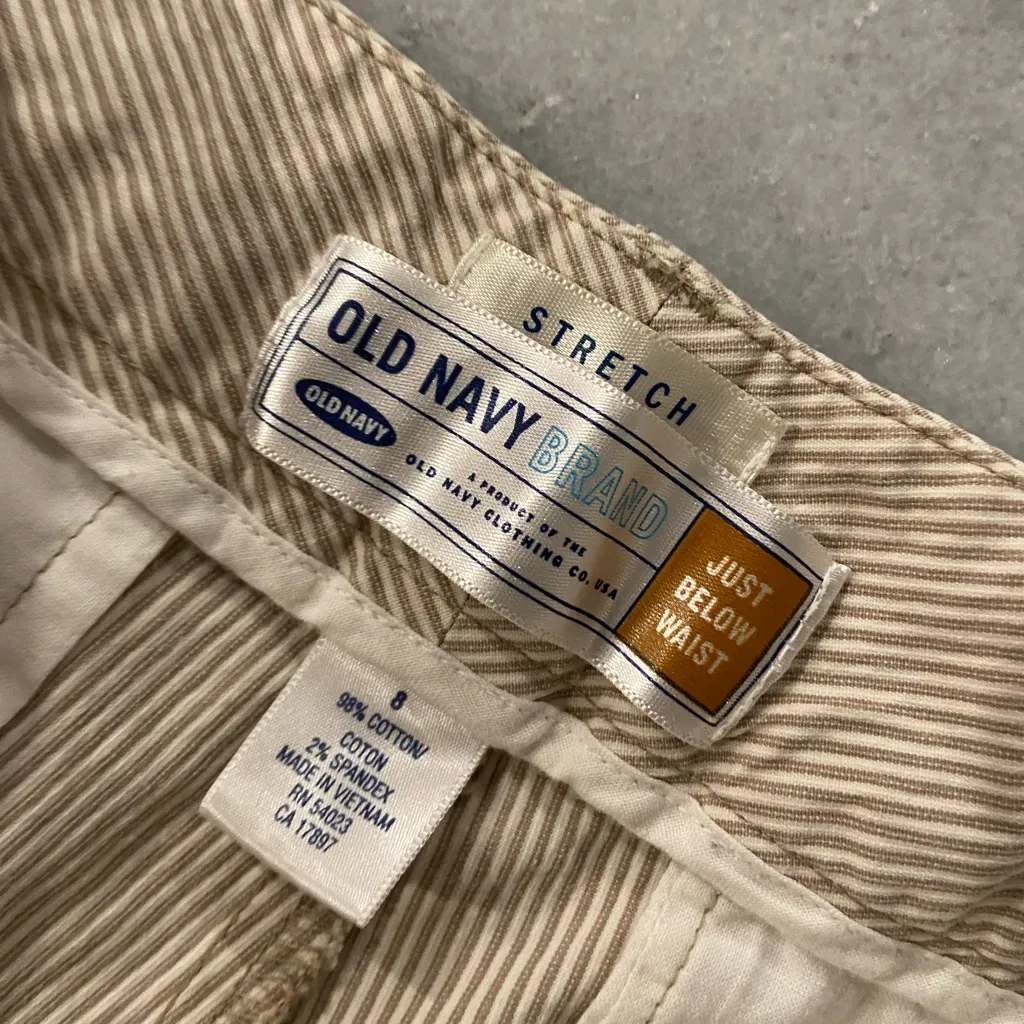 STRETCH
OLD NAVY BRAND
OLD NAVY
A PRODUCT OF THE
OLD NAVY CLOTHING CO. USA
JUST
BELOW
WAIST
8
98% COTTON/
COTON
2% SPANDEX
MADE IN VIETNAM
RN 54023
CA 17897